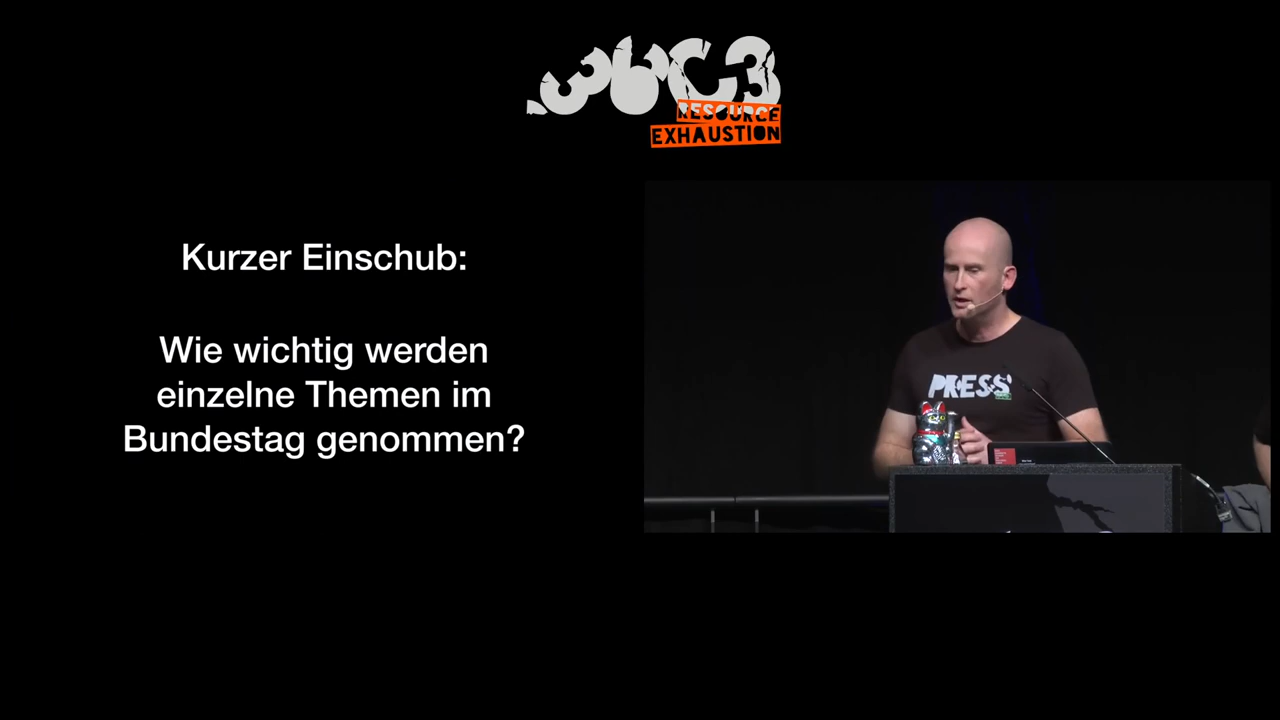 36C3
RESOURCE
EXHAUSTION
Kurzer Einschub:
Wie wichtig werden
einzelne Themen im
Bundestag genommen?
PRESS